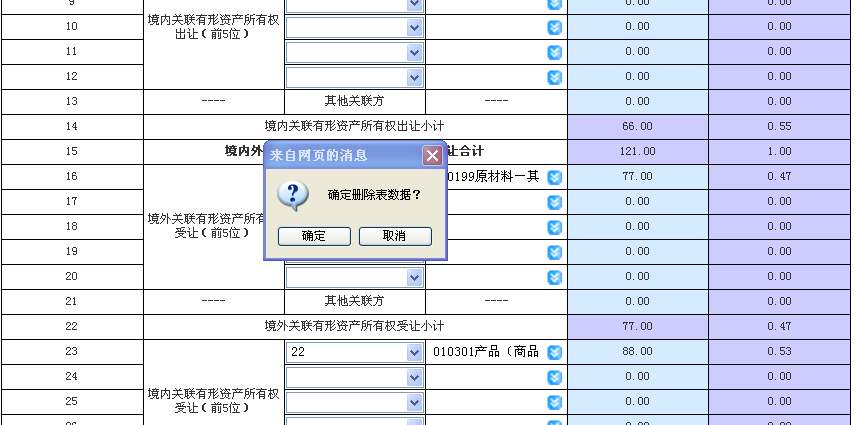 9 0.00 0.00
10 境内关联有形资产所有权 0.00 0.00
出让(前5位)
11 0.00 0.00
12 0.00 0.00
13 ---- 其他关联方 ---- 0.00 0.00
14 境内关联有形资产所有权出让小计 66.00 0.55
15 境内外 让合计 121.00 1.00
来自网页的消息
确定删除表数据?
确定 取消
16 0199原材料—其 77.00 0.47
17 0.00 0.00
境外关联有形资产所有
18 受让(前5位) 0.00 0.00
19 0.00 0.00
20 0.00 0.00
21 ---- 其他关联方 ---- 0.00 0.00
22 境外关联有形资产所有权受让小计 77.00 0.47
23 22 010301产品(商品 88.00 0.53
24 0.00 0.00
境内关联有形资产所有权
25 受让(前5位) 0.00 0.00
26 0.00 0.00